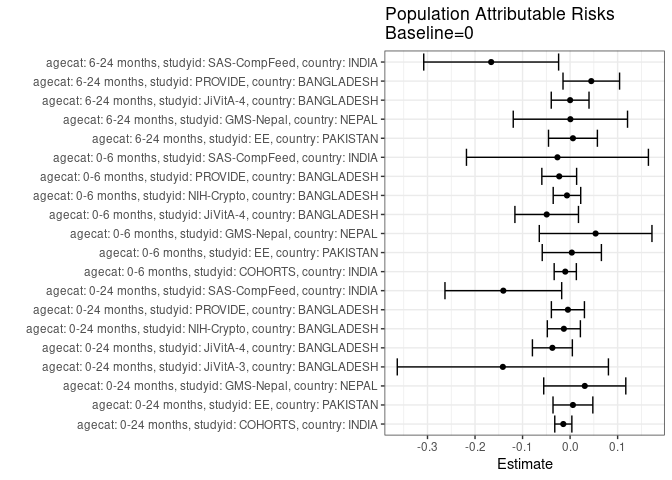 Population Attributable Risks
Baseline=0
agecat: 6-24 months, studyid: SAS-CompFeed, country: INDIA
agecat: 6-24 months, studyid: PROVIDE, country: BANGLADESH
agecat: 6-24 months, studyid: JiVitA-4, country: BANGLADESH
agecat: 6-24 months, studyid: GMS-Nepal, country: NEPAL
agecat: 6-24 months, studyid: EE, country: PAKISTAN
agecat: 0-6 months, studyid: SAS-CompFeed, country: INDIA
agecat: 0-6 months, studyid: PROVIDE, country: BANGLADESH
agecat: 0-6 months, studyid: NIH-Crypto, country: BANGLADESH
agecat: 0-6 months, studyid: JiVitA-4, country: BANGLADESH
agecat: 0-6 months, studyid: GMS-Nepal, country: NEPAL
agecat: 0-6 months, studyid: EE, country: PAKISTAN
agecat: 0-6 months, studyid: COHORTS, country: INDIA
agecat: 0-24 months, studyid: SAS-CompFeed, country: INDIA
agecat: 0-24 months, studyid: PROVIDE, country: BANGLADESH
agecat: 0-24 months, studyid: NIH-Crypto, country: BANGLADESH
agecat: 0-24 months, studyid: JiVitA-4, country: BANGLADESH
agecat: 0-24 months, studyid: JiVitA-3, country: BANGLADESH
agecat: 0-24 months, studyid: GMS-Nepal, country: NEPAL
agecat: 0-24 months, studyid: EE, country: PAKISTAN
agecat: 0-24 months, studyid: COHORTS, country: INDIA
-0.3 -0.2 -0.1 0.0 0.1
Estimate